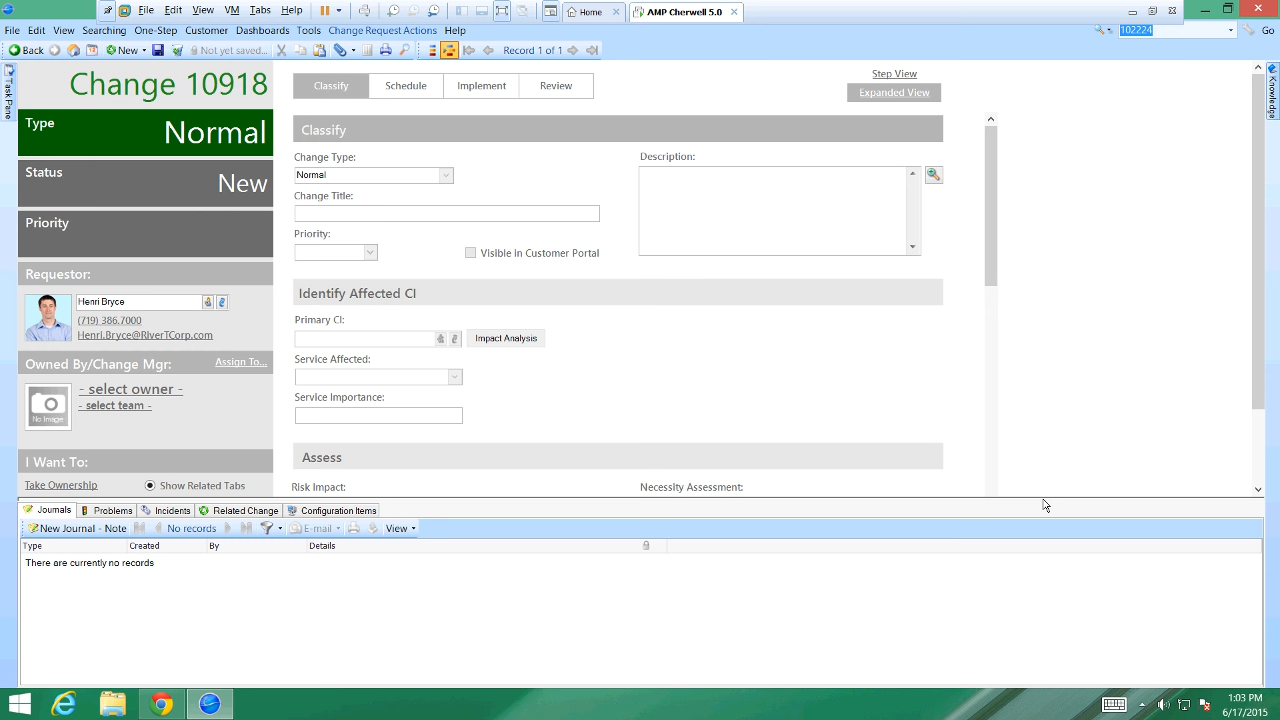 File Edit View VM Tabs Help
Home
AMP Cherwell 5.0
File Edit View Searching One-Step Customer Dashboards Tools Change Request Actions Help
102224
Go
Back New Not yet saved... Record 1 of 1
Task Pane
Knowledge
Change 10918
Type
Normal
Status
New
Priority
Requestor:
Henri Bryce
(719) 386.7000
Henri.Bryce@RiverTCorp.com
Owned By/Change Mgr:
Assign To...
No Image
- select owner -
- select team -
I Want To:
Take Ownership
Show Related Tabs
Classify Schedule Implement Review
Step View
Expanded View
Classify
Change Type:
Normal
Change Title:
Priority:
Visible in Customer Portal
Description:
Identify Affected CI
Primary CI:
Impact Analysis
Service Affected:
Service Importance:
Assess
Risk Impact:
Necessity Assessment:
Journals Problems Incidents Related Change Configuration Items
New Journal - Note No records E-mail View
Type Created By Details
There are currently no records
1:03 PM
6/17/2015